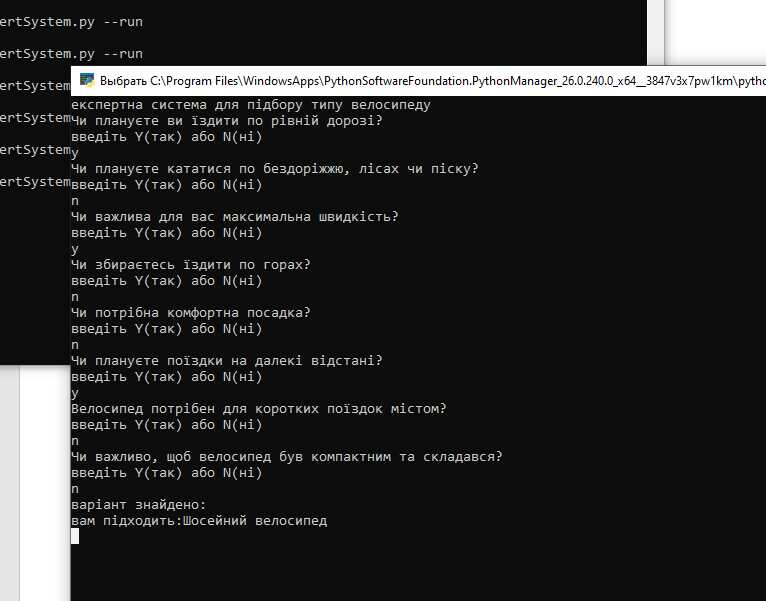 ertSystem.py --run
ertSystem.py --run
ertSystem
ertSystem
ertSystem
ertSystem
Выбрать C:\Program Files\WindowsApps\PythonSoftwareFoundation.PythonManager_26.0.240.0_x64__3847v3x7pw1km\pytho
експертна система для підбору типу велосипеду
Чи плануєте ви їздити по рівній дорозі?
введіть Y(так) або N(ні)
y
Чи плануєте кататися по бездоріжжю, лісах чи піску?
введіть Y(так) або N(ні)
n
Чи важлива для вас максимальна швидкість?
введіть Y(так) або N(ні)
y
Чи збираєтесь їздити по горах?
введіть Y(так) або N(ні)
n
Чи потрібна комфортна посадка?
введіть Y(так) або N(ні)
n
Чи плануєте поїздки на далекі відстані?
введіть Y(так) або N(ні)
y
Велосипед потрібен для коротких поїздок містом?
введіть Y(так) або N(ні)
n
Чи важливо, щоб велосипед був компактним та складався?
введіть Y(так) або N(ні)
n
варіант знайдено:
вам підходить:Шосейний велосипед